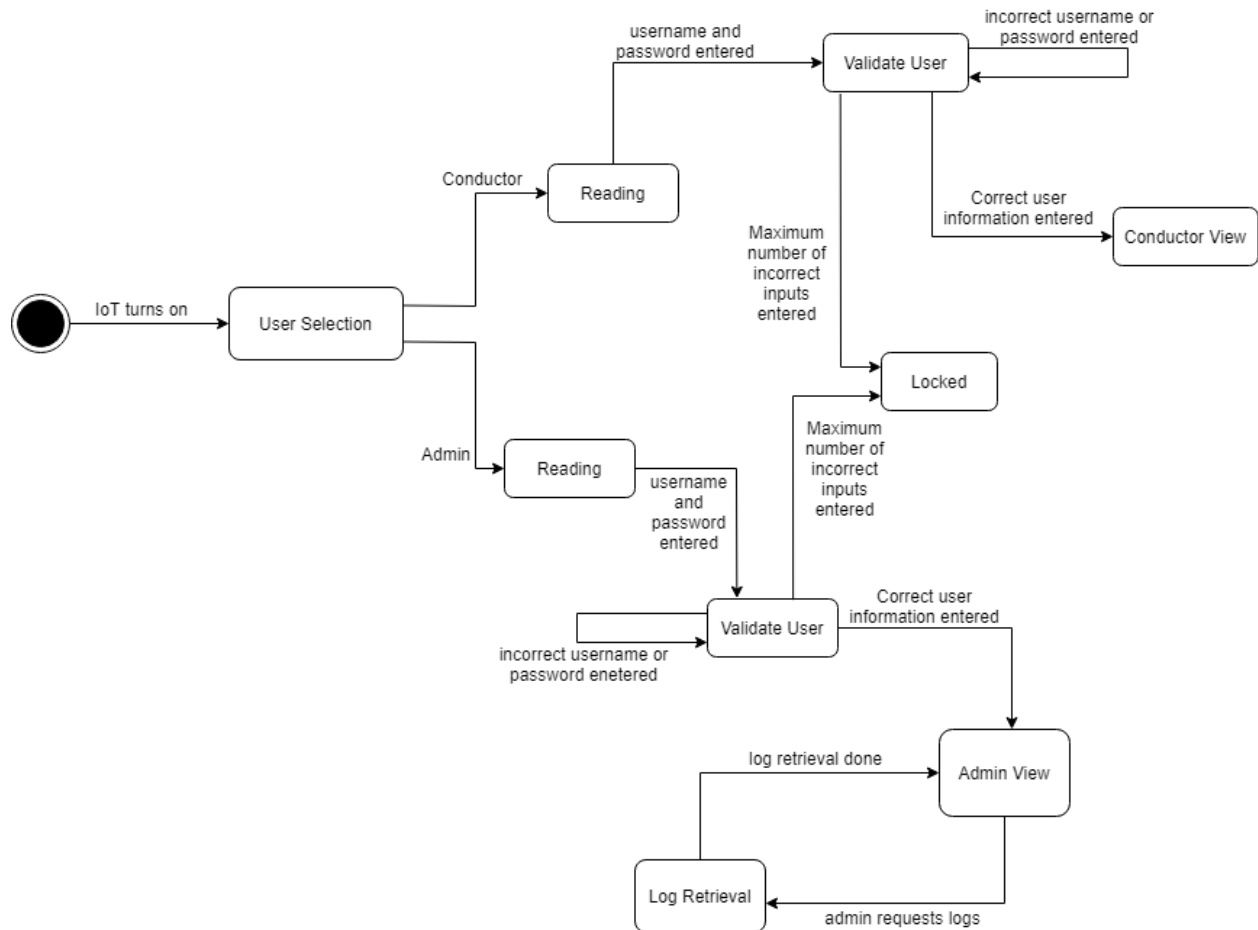 username and
password entered
Validate User
incorrect username or
password entered
Conductor
Reading
Correct user
information entered
Conductor View
Maximum
number of
incorrect
inputs
entered
IoT turns on
User Selection
Locked
Admin
Reading
username
and
password
entered
Maximum
number of
incorrect
inputs
entered
Validate User
Correct user
information entered
incorrect username or
password enetered
log retrieval done
Admin View
Log Retrieval
admin requests logs